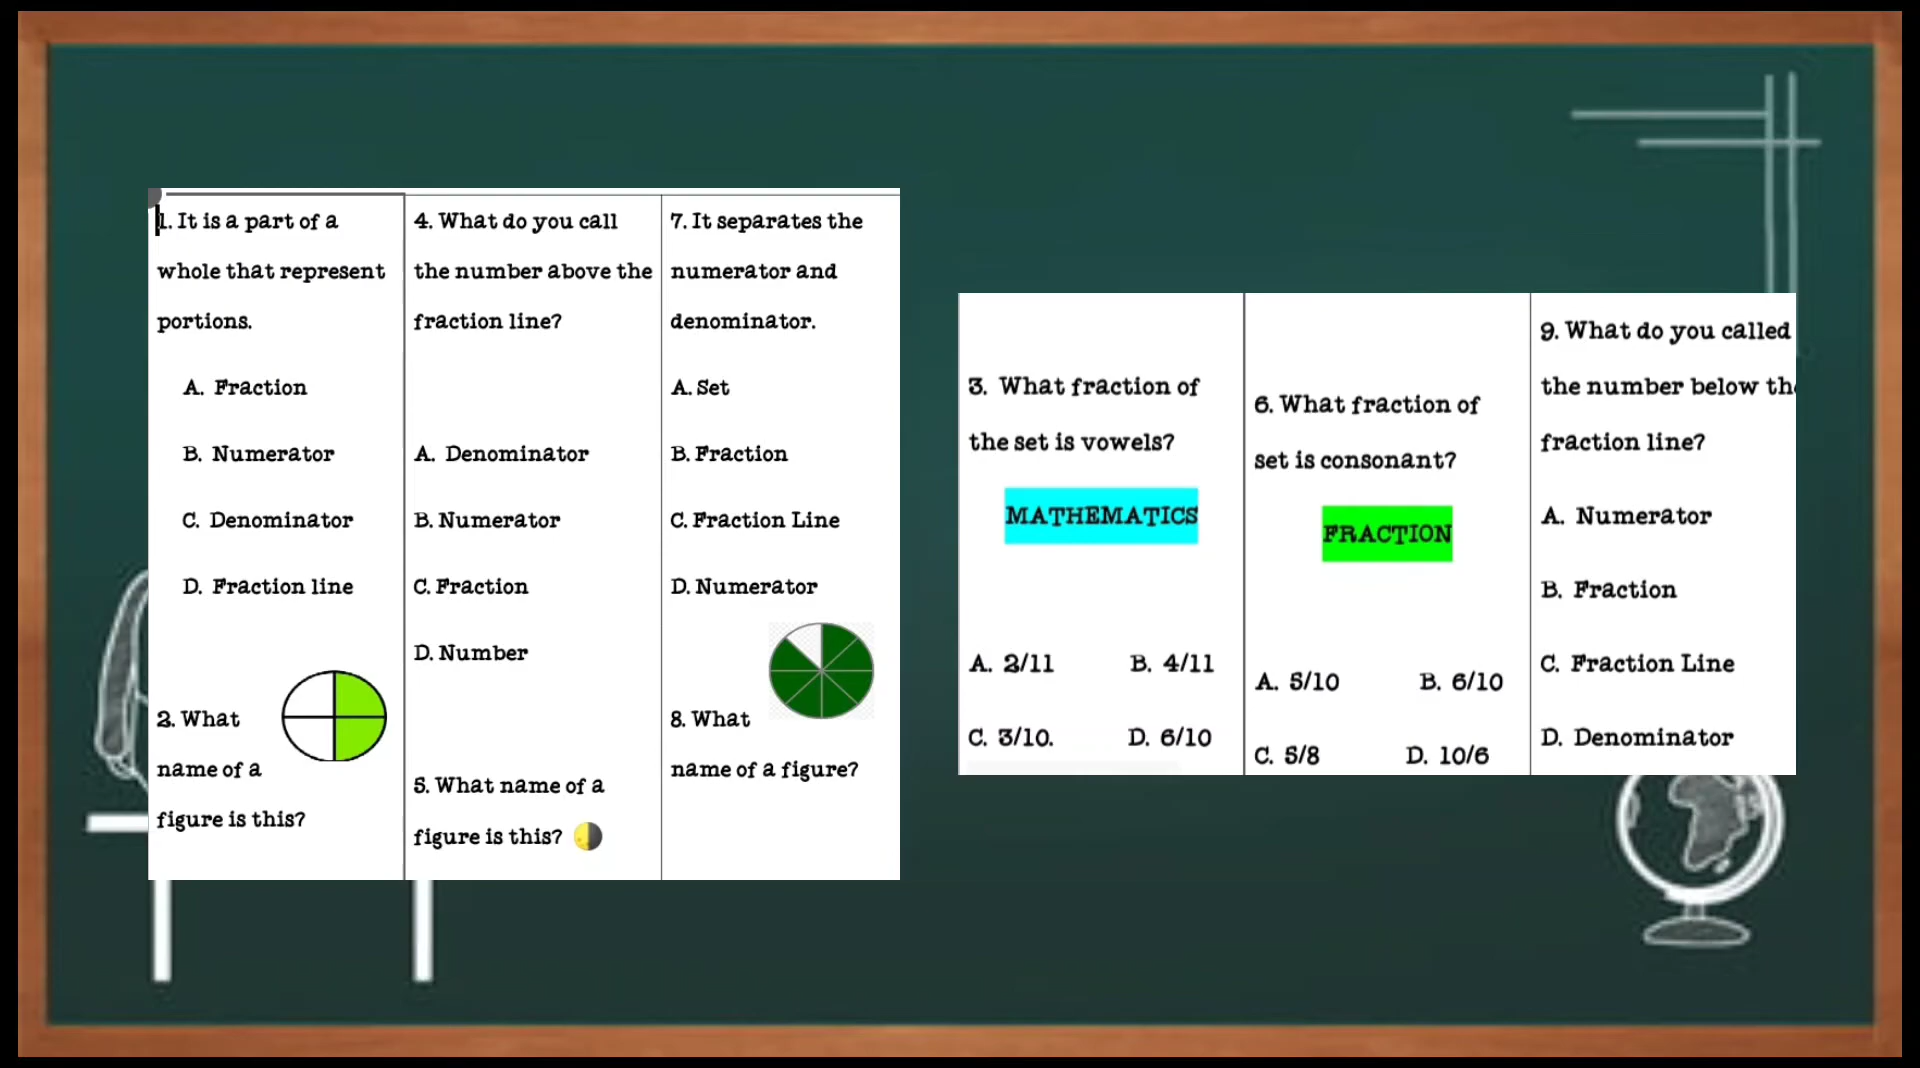 1. It is a part of a
whole that represent
portions.
A. Fraction
B. Numerator
C. Denominator
D. Fraction line
2. What
name of a
figure is this?
4. What do you call
the number above the
fraction line?
A. Denominator
B. Numerator
C. Fraction
D. Number
5. What name of a
figure is this?
7. It separates the
numerator and
denominator.
A. Set
B. Fraction
C. Fraction Line
D. Numerator
8. What
name of a figure?
3. What fraction of
the set is vowels?
MATHEMATICS
A. 2/11 B. 4/11
C. 3/10. D. 6/10
6. What fraction of
set is consonant?
FRACTION
A. 5/10 B. 6/10
C. 5/8 D. 10/6
9. What do you called
the number below the
fraction line?
A. Numerator
B. Fraction
C. Fraction Line
D. Denominator